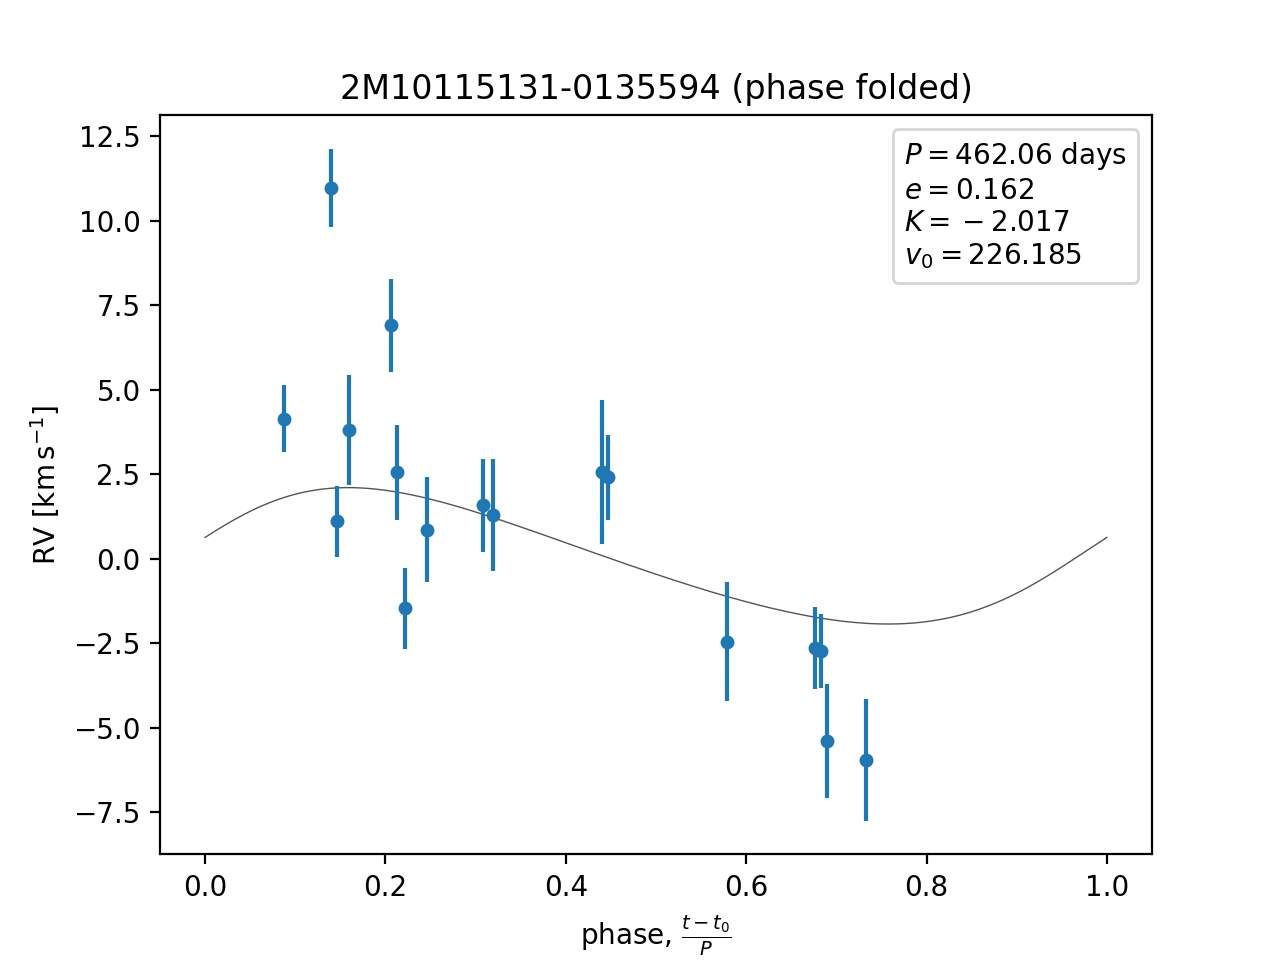 2M10115131-0135594 (phase folded)
P = 462.06 days
e = 0.162
K = − 2.017
v₀ = 226.185
12.5
10.0
7.5
5.0
2.5
0.0
−2.5
−5.0
−7.5
RV [km s⁻¹]
0.0 0.2 0.4 0.6 0.8 1.0
phase, (t − t₀)/P